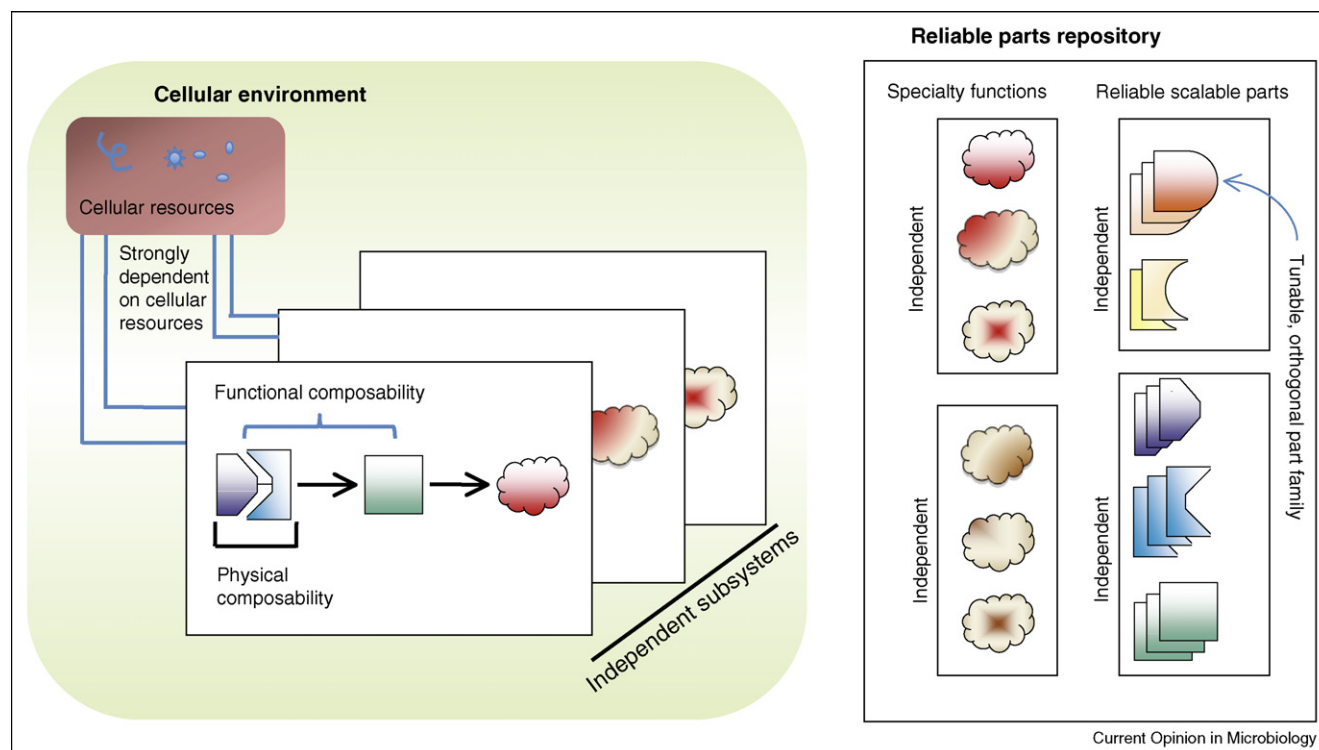 Reliable parts repository
Cellular environment
Cellular resources
Strongly
dependent
on cellular
resources
Functional composability
Physical
composability
Independent subsystems
Specialty functions
Reliable scalable parts
Independent
Independent
Independent
Independent
Tunable, orthogonal part family
Current Opinion in Microbiology